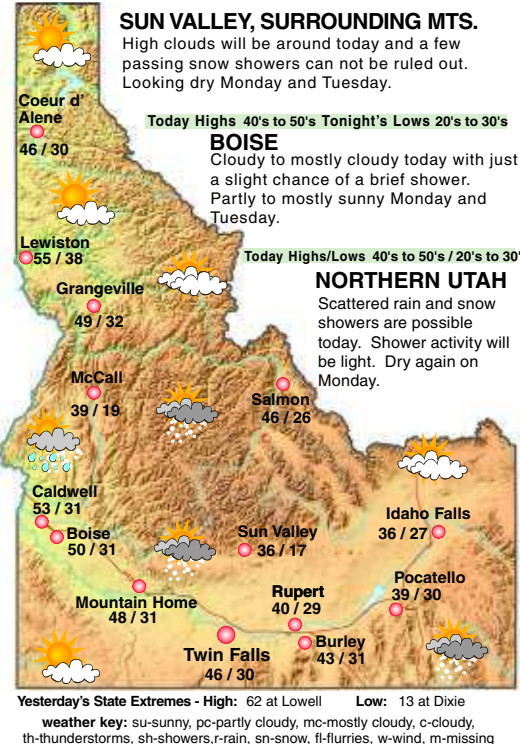 SUN VALLEY, SURROUNDING MTS.
High clouds will be around today and a few
passing snow showers can not be ruled out.
Looking dry Monday and Tuesday.
Today Highs 40's to 50's Tonight's Lows 20's to 30's
BOISE
Cloudy to mostly cloudy today with just
a slight chance of a brief shower.
Partly to mostly sunny Monday and
Tuesday.
Today Highs/Lows 40's to 50's / 20's to 30'
NORTHERN UTAH
Scattered rain and snow
showers are possible
today. Shower activity will
be light. Dry again on
Monday.
Coeur d'
Alene
46 / 30
Lewiston
55 / 38
Grangeville
49 / 32
McCall
39 / 19
Salmon
46 / 26
Caldwell
53 / 31
Boise
50 / 31
Sun Valley
36 / 17
Idaho Falls
36 / 27
Mountain Home
48 / 31
Rupert
40 / 29
Pocatello
39 / 30
Twin Falls
46 / 30
Burley
43 / 31
Yesterday's State Extremes - High: 62 at Lowell Low: 13 at Dixie
weather key: su-sunny, pc-partly cloudy, mc-mostly cloudy, c-cloudy,
th-thunderstorms, sh-showers,r-rain, sn-snow, fl-flurries, w-wind, m-missing